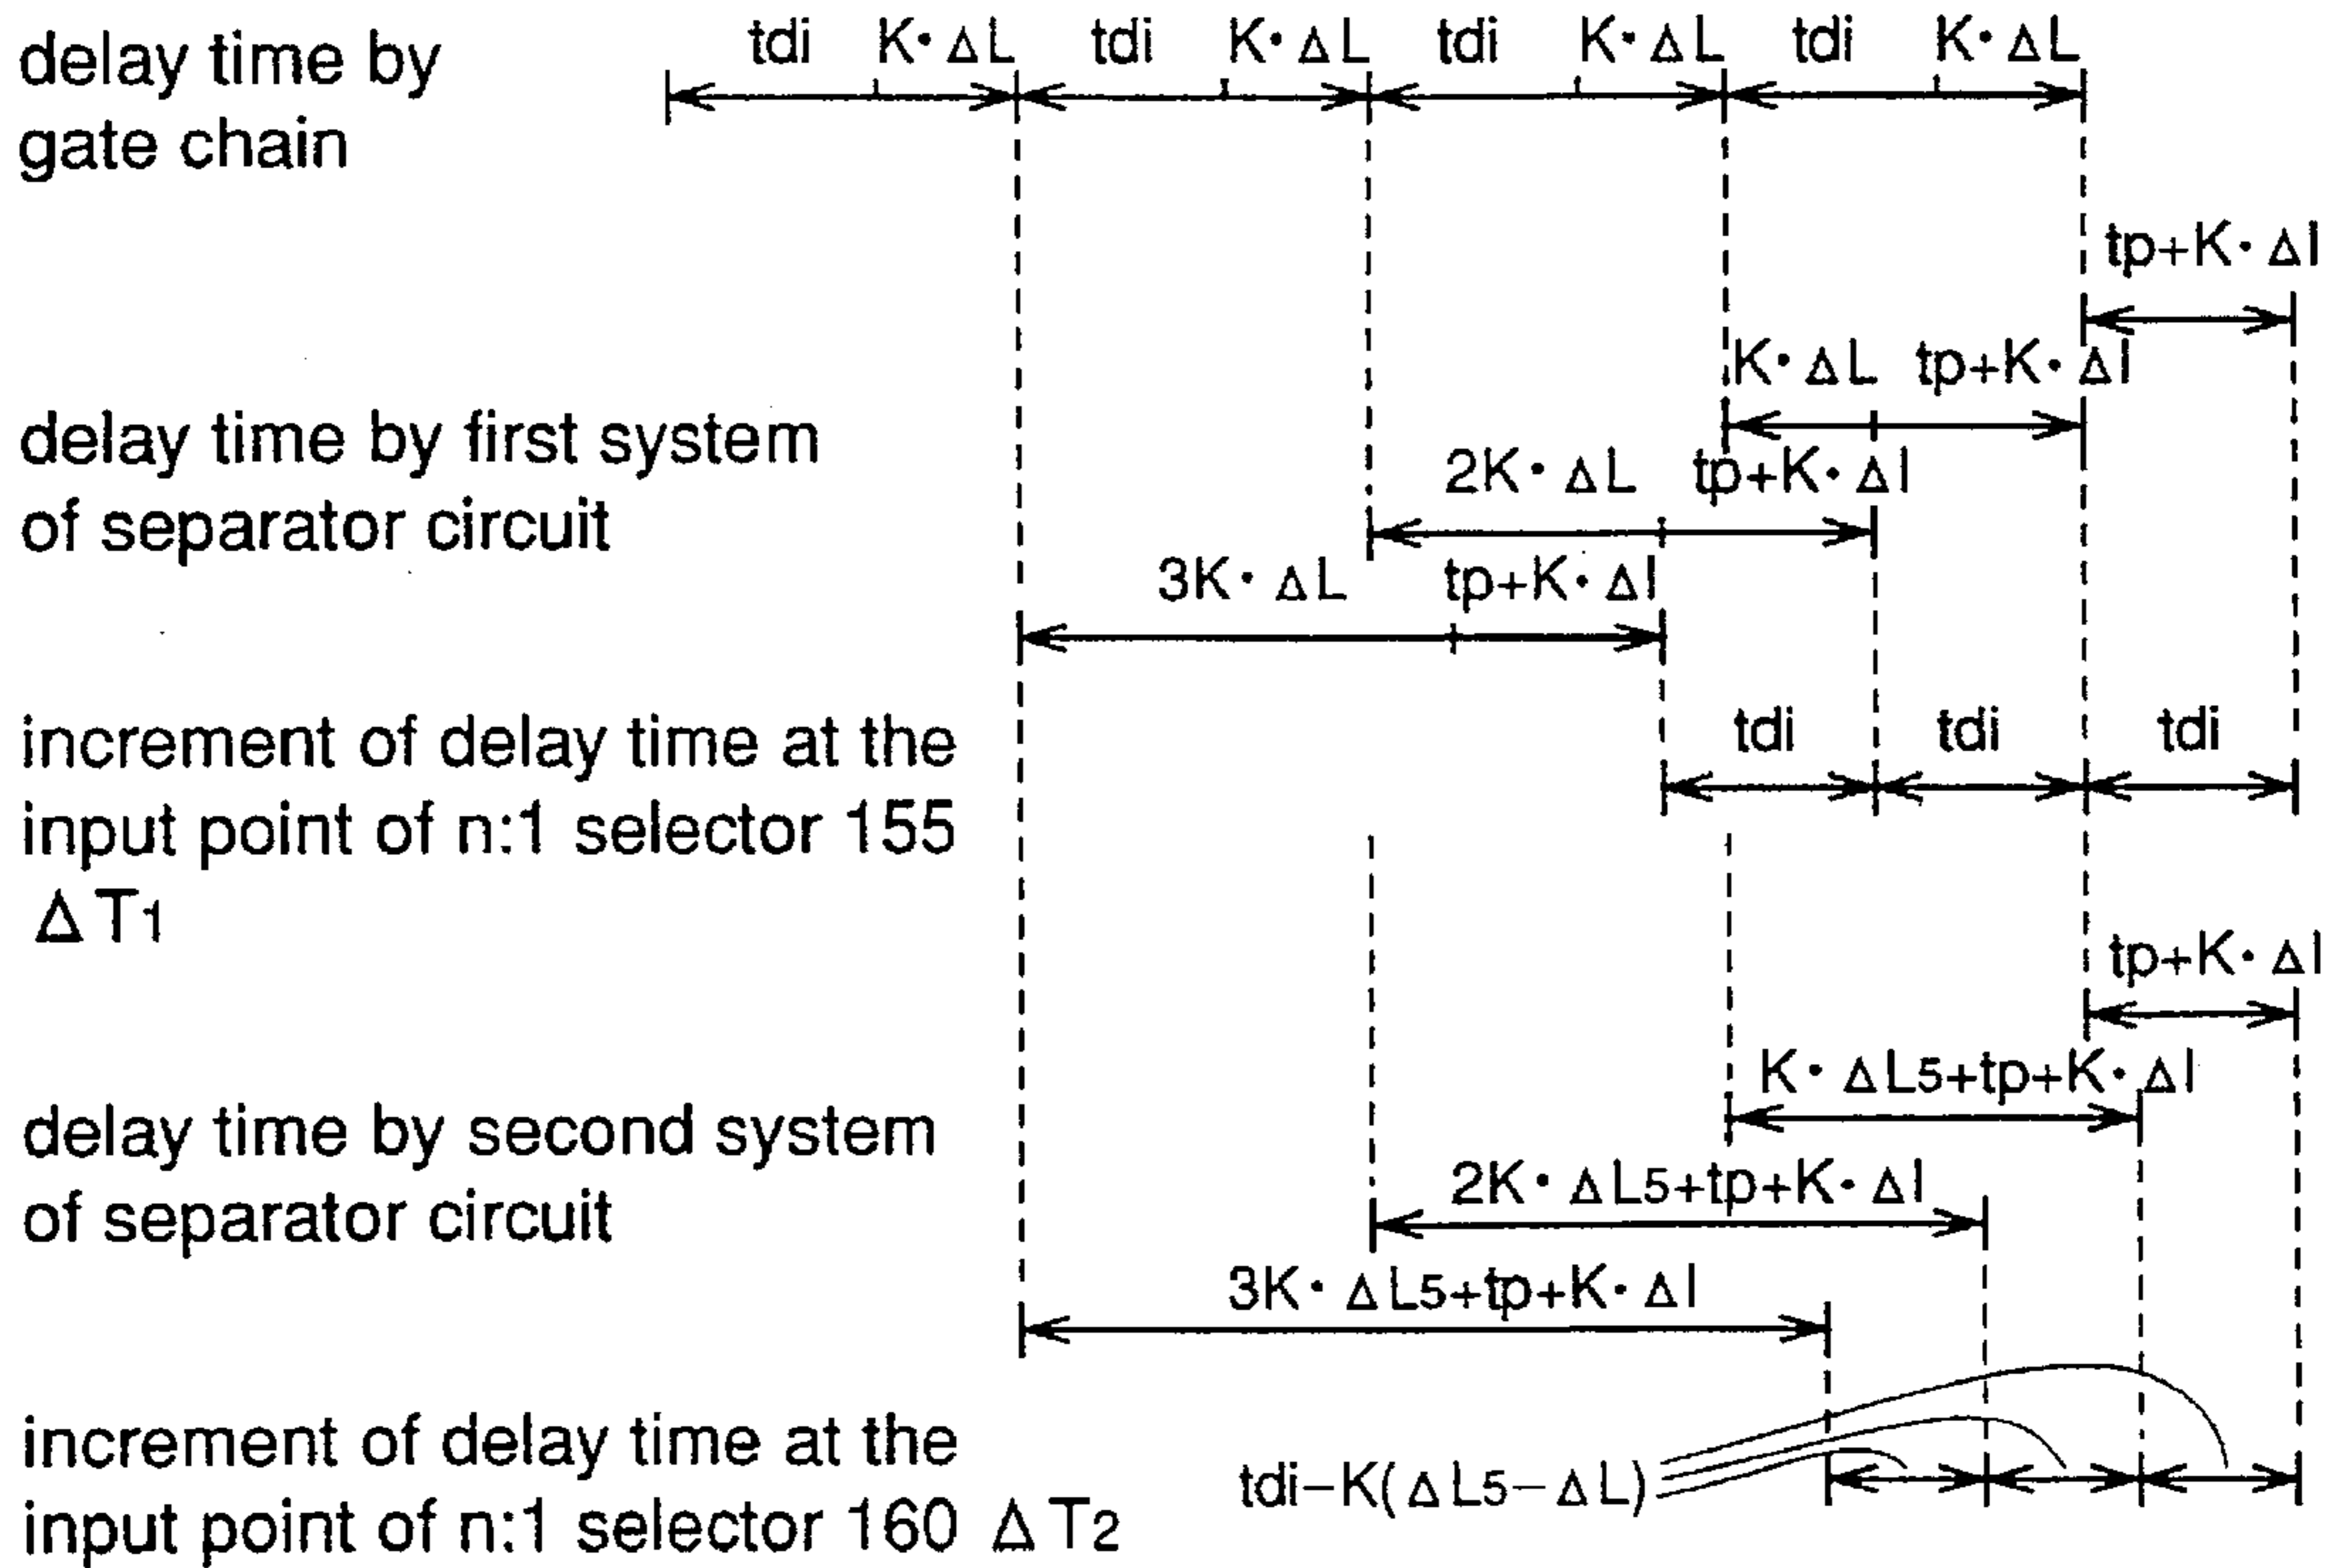 delay time by
gate chain
tdi K・ΔL tdi K・ΔL tdi K・ΔL tdi K・ΔL
tp+K・Δl
K・ΔL tp+K・Δl
delay time by first system
of separator circuit
2K・ΔL tp+K・Δl
3K・ΔL tp+K・Δl
increment of delay time at the
input point of n:1 selector 155
ΔT1
tdi tdi tdi
tp+K・Δl
K・ΔL5+tp+K・Δl
delay time by second system
of separator circuit
2K・ΔL5+tp+K・Δl
3K・ΔL5+tp+K・Δl
increment of delay time at the
input point of n:1 selector 160 ΔT2
tdi−K(ΔL5−ΔL)